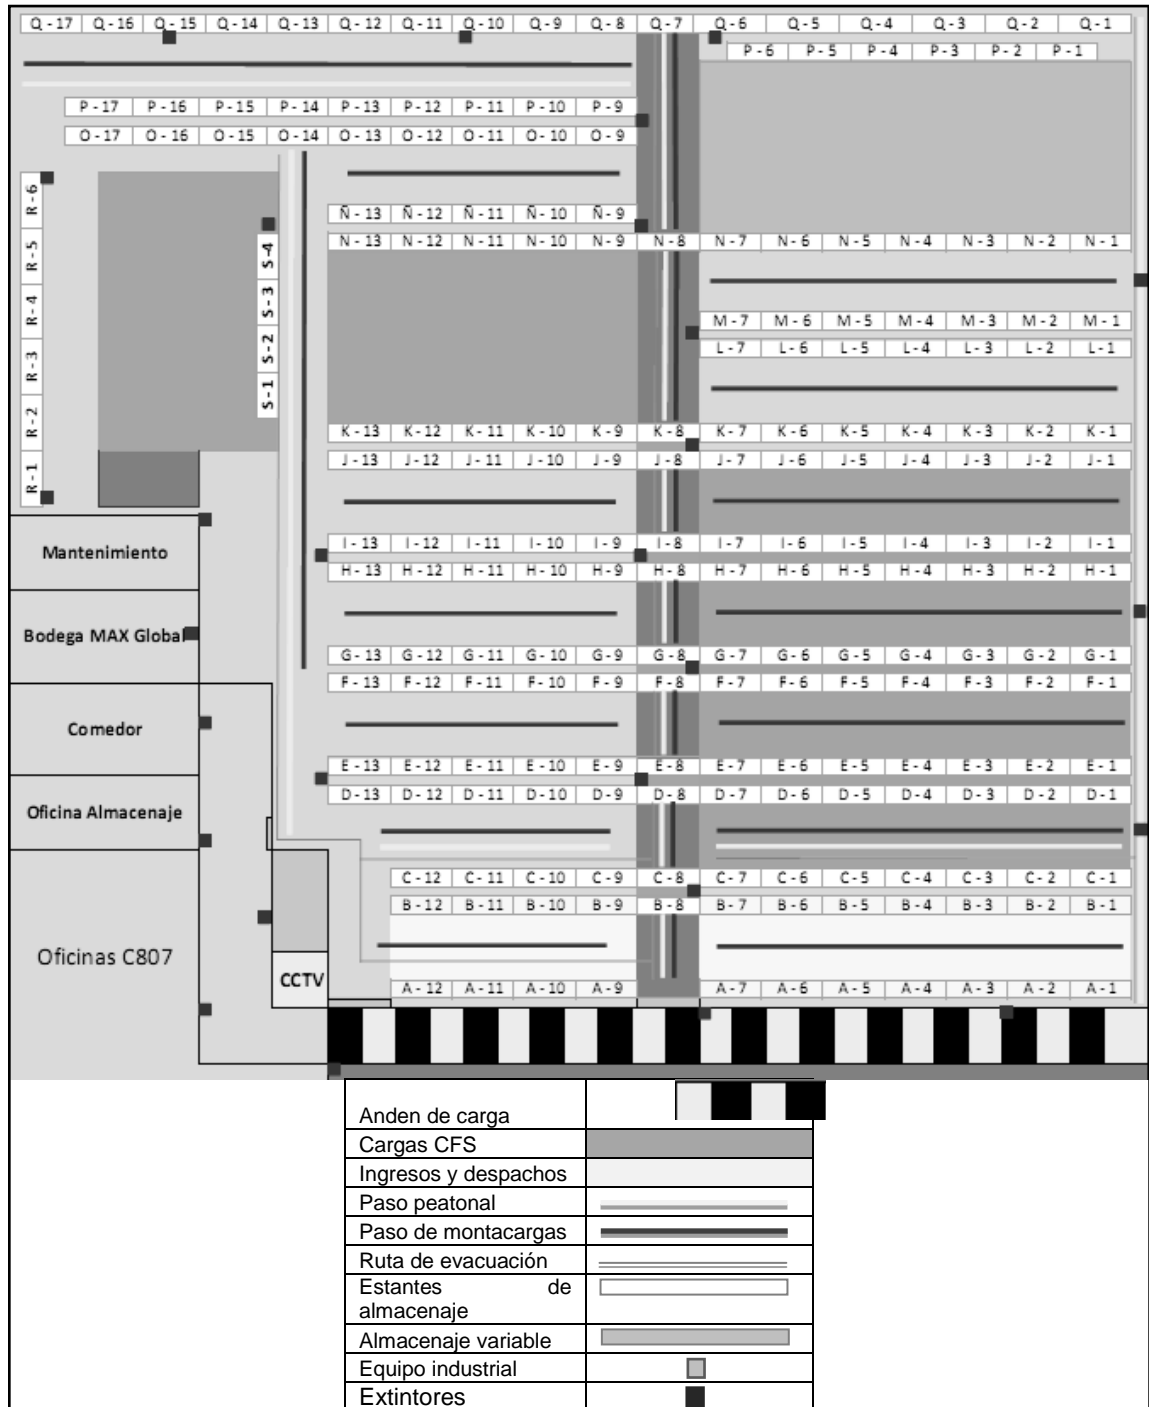 Q - 17 Q - 16 Q - 15 Q - 14 Q - 13 Q - 12 Q - 11 Q - 10 Q - 9 Q - 8 Q - 7 Q - 6 Q - 5 Q - 4 Q - 3 Q - 2 Q - 1
P - 6 P - 5 P - 4 P - 3 P - 2 P - 1
P - 17 P - 16 P - 15 P - 14 P - 13 P - 12 P - 11 P - 10 P - 9
O - 17 O - 16 O - 15 O - 14 O - 13 O - 12 O - 11 O - 10 O - 9
R - 6
R - 5
R - 4
R - 3
R - 2
R - 1
S - 4
S - 3
S - 2
S - 1
Ñ - 13 Ñ - 12 Ñ - 11 Ñ - 10 Ñ - 9
N - 13 N - 12 N - 11 N - 10 N - 9 N - 8 N - 7 N - 6 N - 5 N - 4 N - 3 N - 2 N - 1
M - 7 M - 6 M - 5 M - 4 M - 3 M - 2 M - 1
L - 7 L - 6 L - 5 L - 4 L - 3 L - 2 L - 1
K - 13 K - 12 K - 11 K - 10 K - 9 K - 8 K - 7 K - 6 K - 5 K - 4 K - 3 K - 2 K - 1
J - 13 J - 12 J - 11 J - 10 J - 9 J - 8 J - 7 J - 6 J - 5 J - 4 J - 3 J - 2 J - 1
I - 13 I - 12 I - 11 I - 10 I - 9 I - 8 I - 7 I - 6 I - 5 I - 4 I - 3 I - 2 I - 1
H - 13 H - 12 H - 11 H - 10 H - 9 H - 8 H - 7 H - 6 H - 5 H - 4 H - 3 H - 2 H - 1
G - 13 G - 12 G - 11 G - 10 G - 9 G - 8 G - 7 G - 6 G - 5 G - 4 G - 3 G - 2 G - 1
F - 13 F - 12 F - 11 F - 10 F - 9 F - 8 F - 7 F - 6 F - 5 F - 4 F - 3 F - 2 F - 1
E - 13 E - 12 E - 11 E - 10 E - 9 E - 8 E - 7 E - 6 E - 5 E - 4 E - 3 E - 2 E - 1
D - 13 D - 12 D - 11 D - 10 D - 9 D - 8 D - 7 D - 6 D - 5 D - 4 D - 3 D - 2 D - 1
C - 12 C - 11 C - 10 C - 9 C - 8 C - 7 C - 6 C - 5 C - 4 C - 3 C - 2 C - 1
B - 12 B - 11 B - 10 B - 9 B - 8 B - 7 B - 6 B - 5 B - 4 B - 3 B - 2 B - 1
A - 12 A - 11 A - 10 A - 9 A - 7 A - 6 A - 5 A - 4 A - 3 A - 2 A - 1
Mantenimiento
Bodega MAX Global
Comedor
Oficina Almacenaje
Oficinas C807
CCTV
Anden de carga
Cargas CFS
Ingresos y despachos
Paso peatonal
Paso de montacargas
Ruta de evacuación
Estantes de
almacenaje
Almacenaje variable
Equipo industrial
Extintores